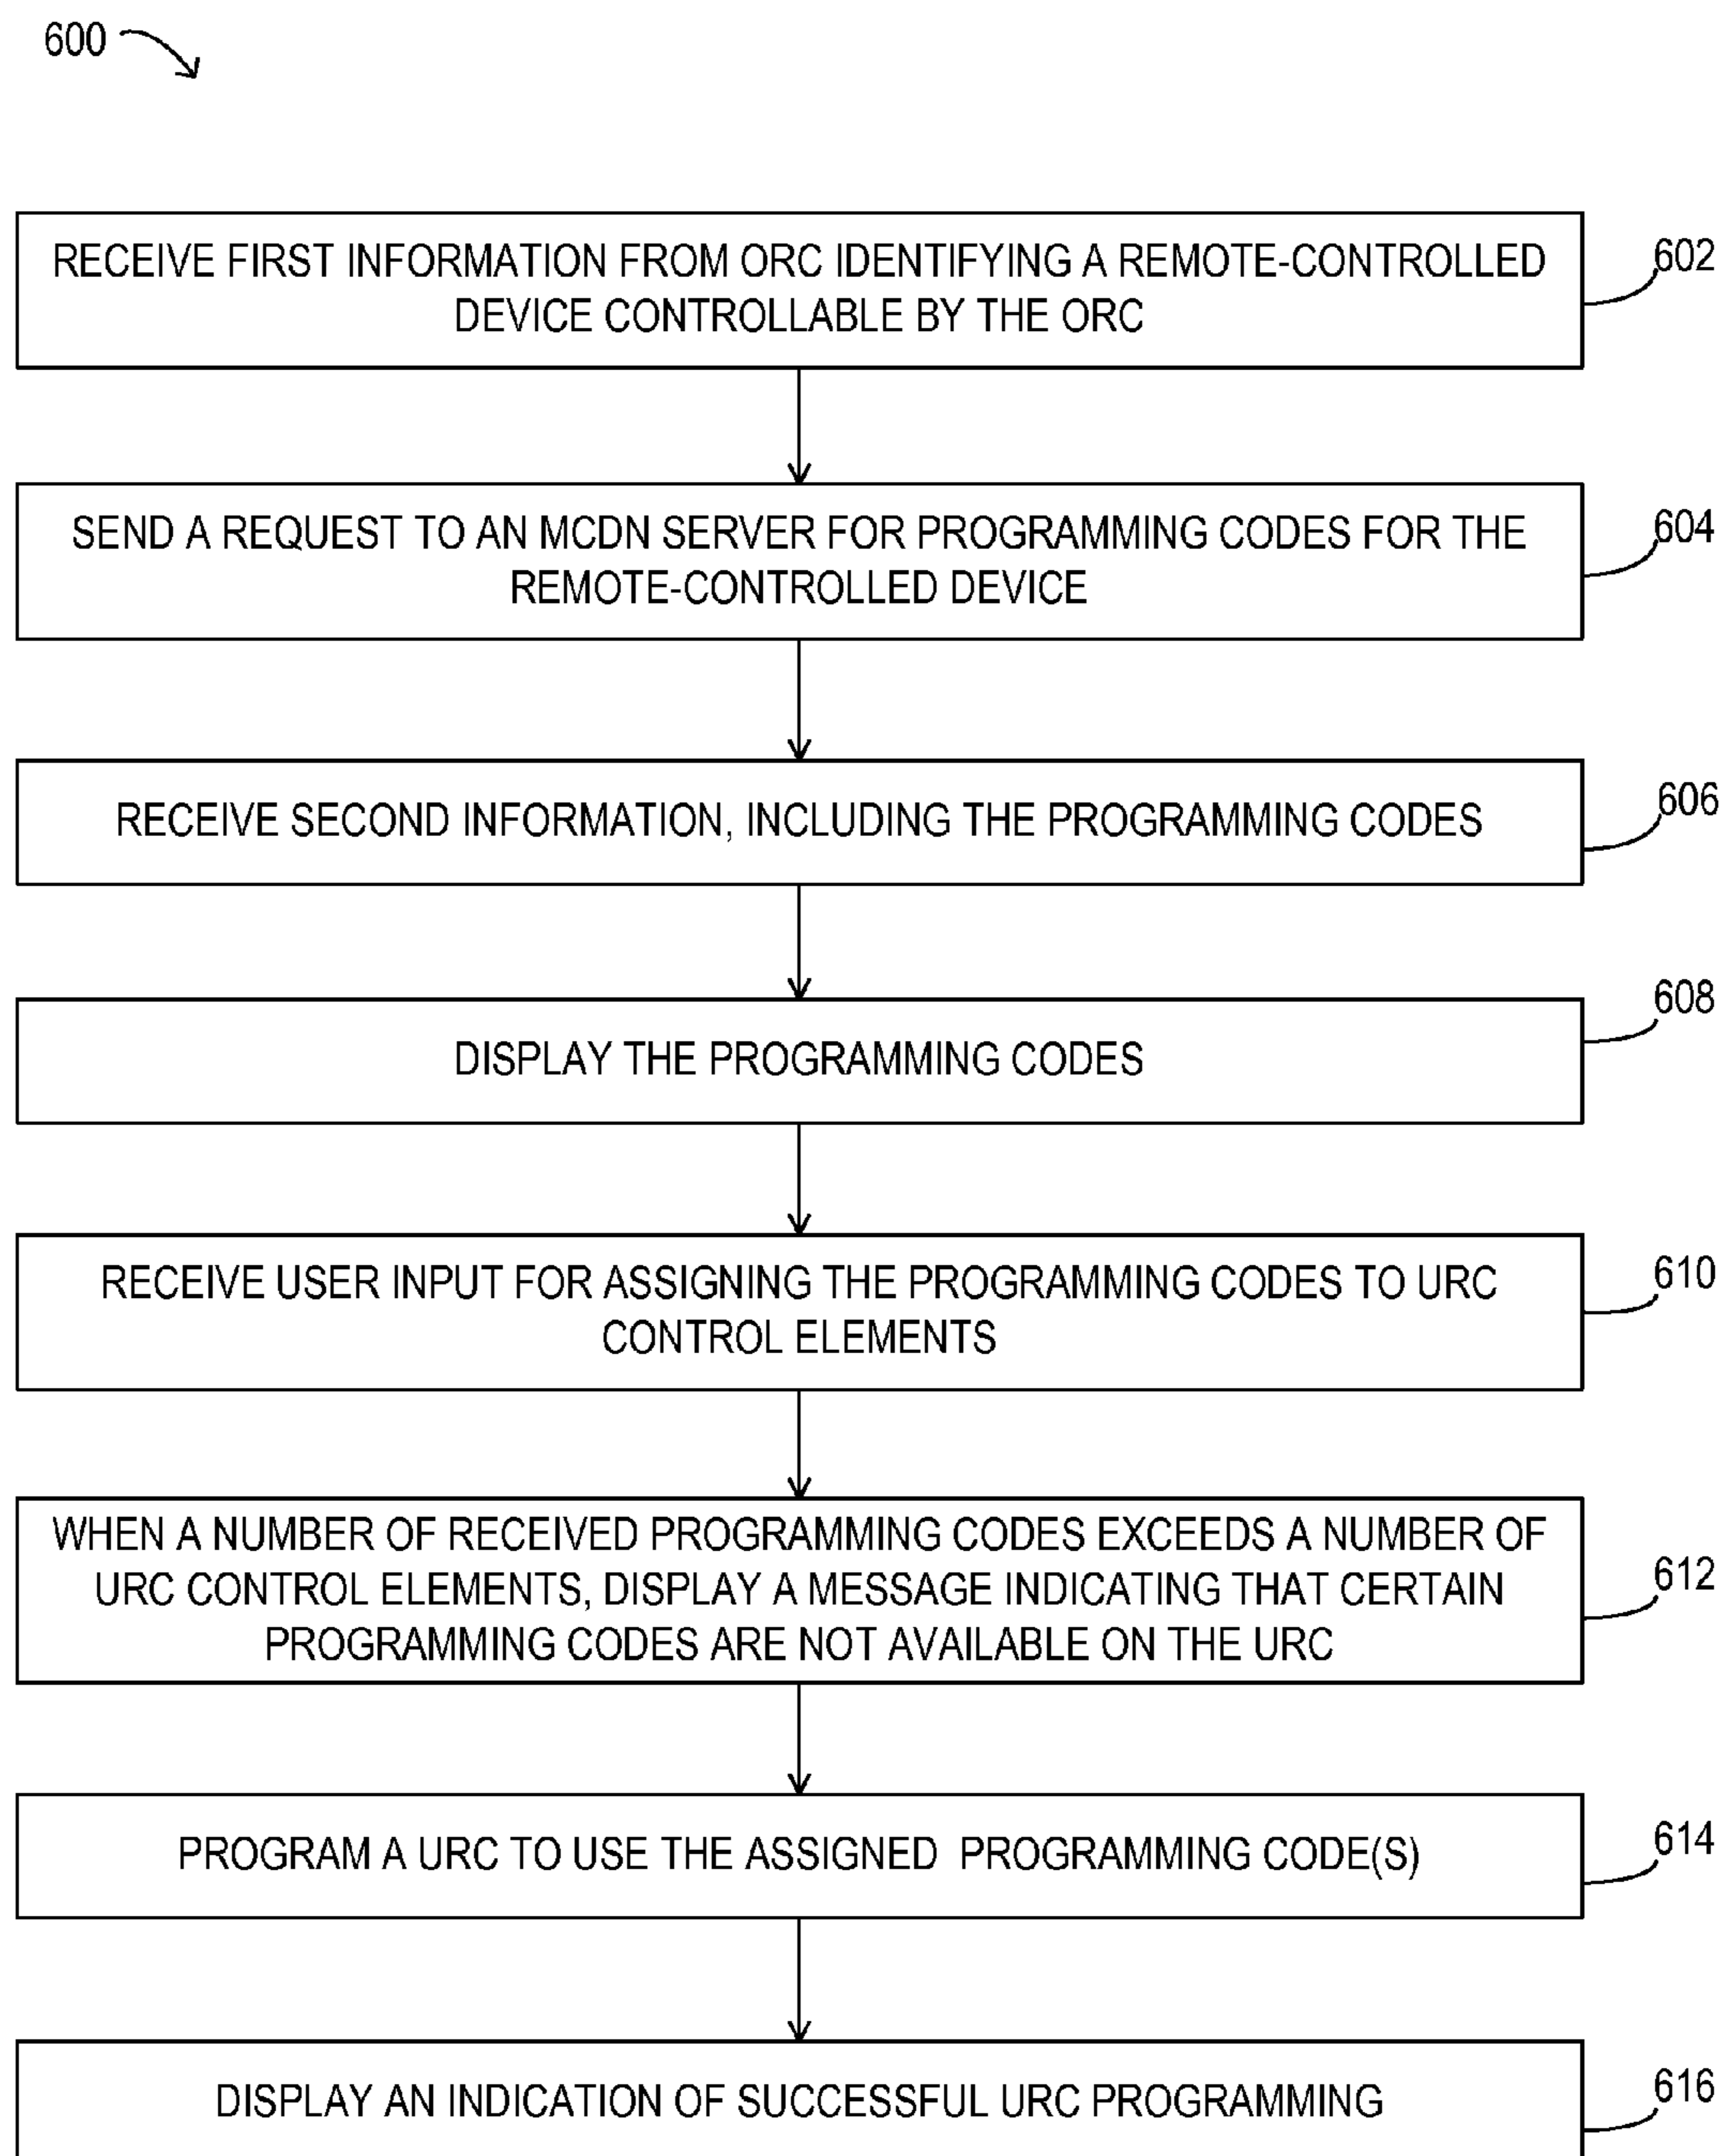 600
RECEIVE FIRST INFORMATION FROM ORC IDENTIFYING A REMOTE-CONTROLLED
DEVICE CONTROLLABLE BY THE ORC
602
SEND A REQUEST TO AN MCDN SERVER FOR PROGRAMMING CODES FOR THE
REMOTE-CONTROLLED DEVICE
604
RECEIVE SECOND INFORMATION, INCLUDING THE PROGRAMMING CODES
606
DISPLAY THE PROGRAMMING CODES
608
RECEIVE USER INPUT FOR ASSIGNING THE PROGRAMMING CODES TO URC
CONTROL ELEMENTS
610
WHEN A NUMBER OF RECEIVED PROGRAMMING CODES EXCEEDS A NUMBER OF
URC CONTROL ELEMENTS, DISPLAY A MESSAGE INDICATING THAT CERTAIN
PROGRAMMING CODES ARE NOT AVAILABLE ON THE URC
612
PROGRAM A URC TO USE THE ASSIGNED PROGRAMMING CODE(S)
614
DISPLAY AN INDICATION OF SUCCESSFUL URC PROGRAMMING
616